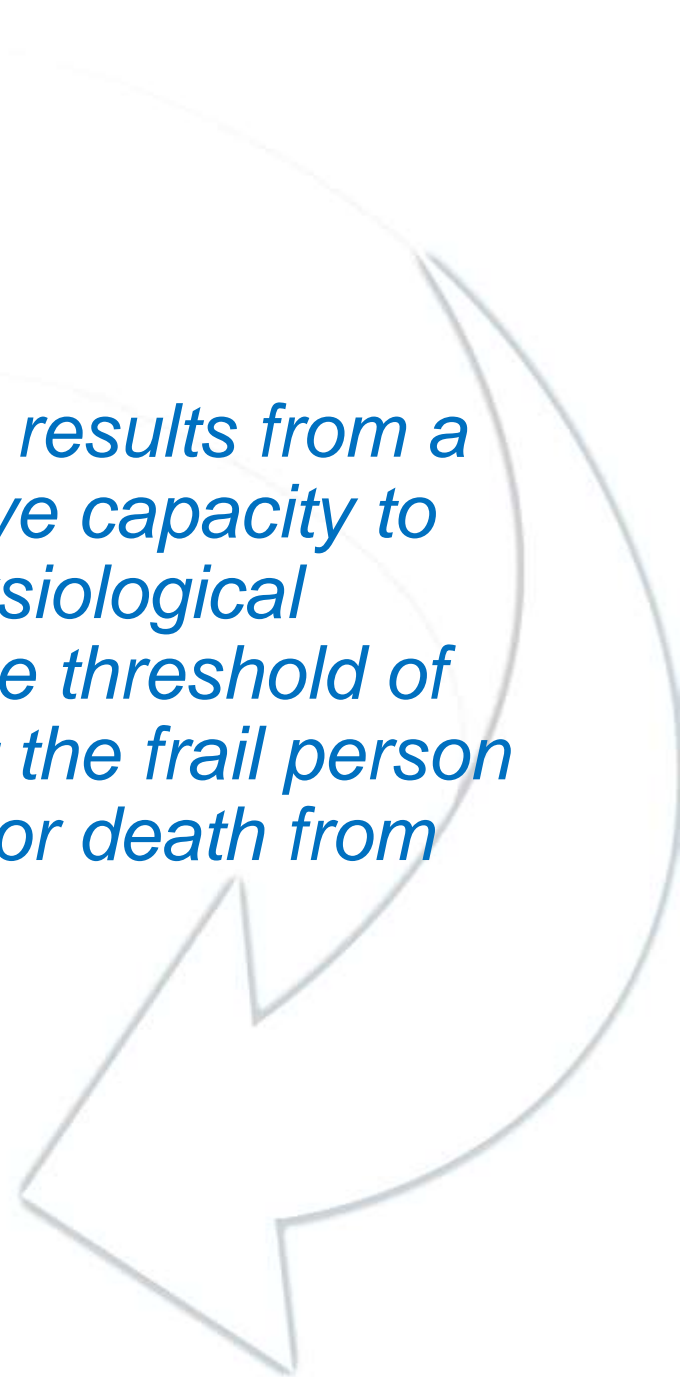 results from a
ve capacity to
siological
e threshold of
the frail person
or death from